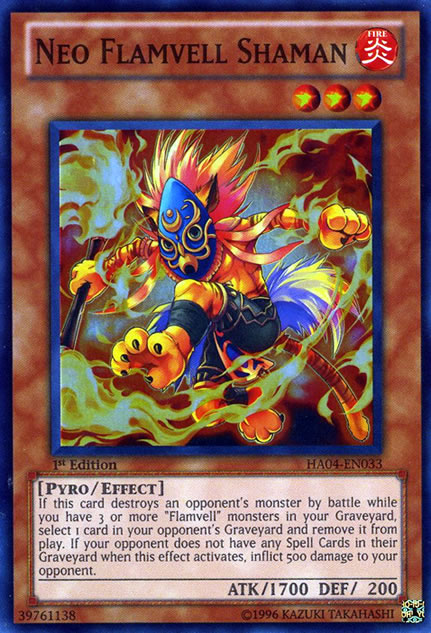 NEO FLAMVELL SHAMAN
FIRE
炎
1st Edition
HA04-EN033
[PYRO/EFFECT]
If this card destroys an opponent's monster by battle while
you have 3 or more "Flamvell" monsters in your Graveyard,
select 1 card in your opponent's Graveyard and remove it from
play. If your opponent does not have any Spell Cards in their
Graveyard when this effect activates, inflict 500 damage to your
opponent.
ATK/1700 DEF/ 200
39761138
©1996 KAZUKI TAKAHASHI